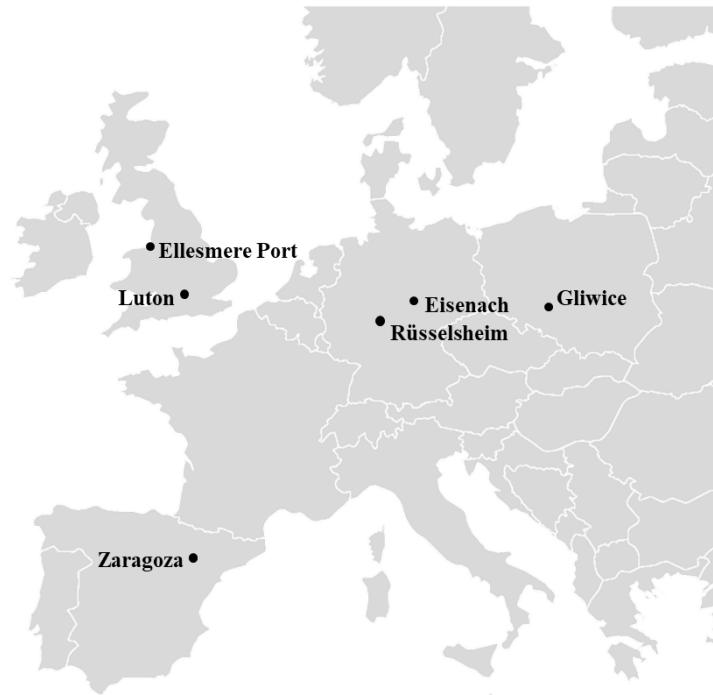 Ellesmere Port
Luton
Eisenach
Gliwice
Rüsselsheim
Zaragoza